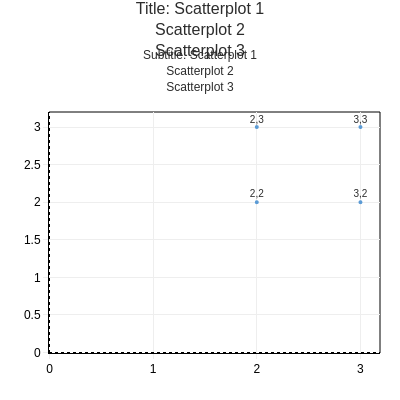 Title: Scatterplot 1
Scatterplot 2
Scatterplot 3
Subtitle: Scatterplot 1
Scatterplot 2
Scatterplot 3
3
2.5
2
1.5
1
0.5
0
2,3
3,3
2,2
3,2
0
1
2
3